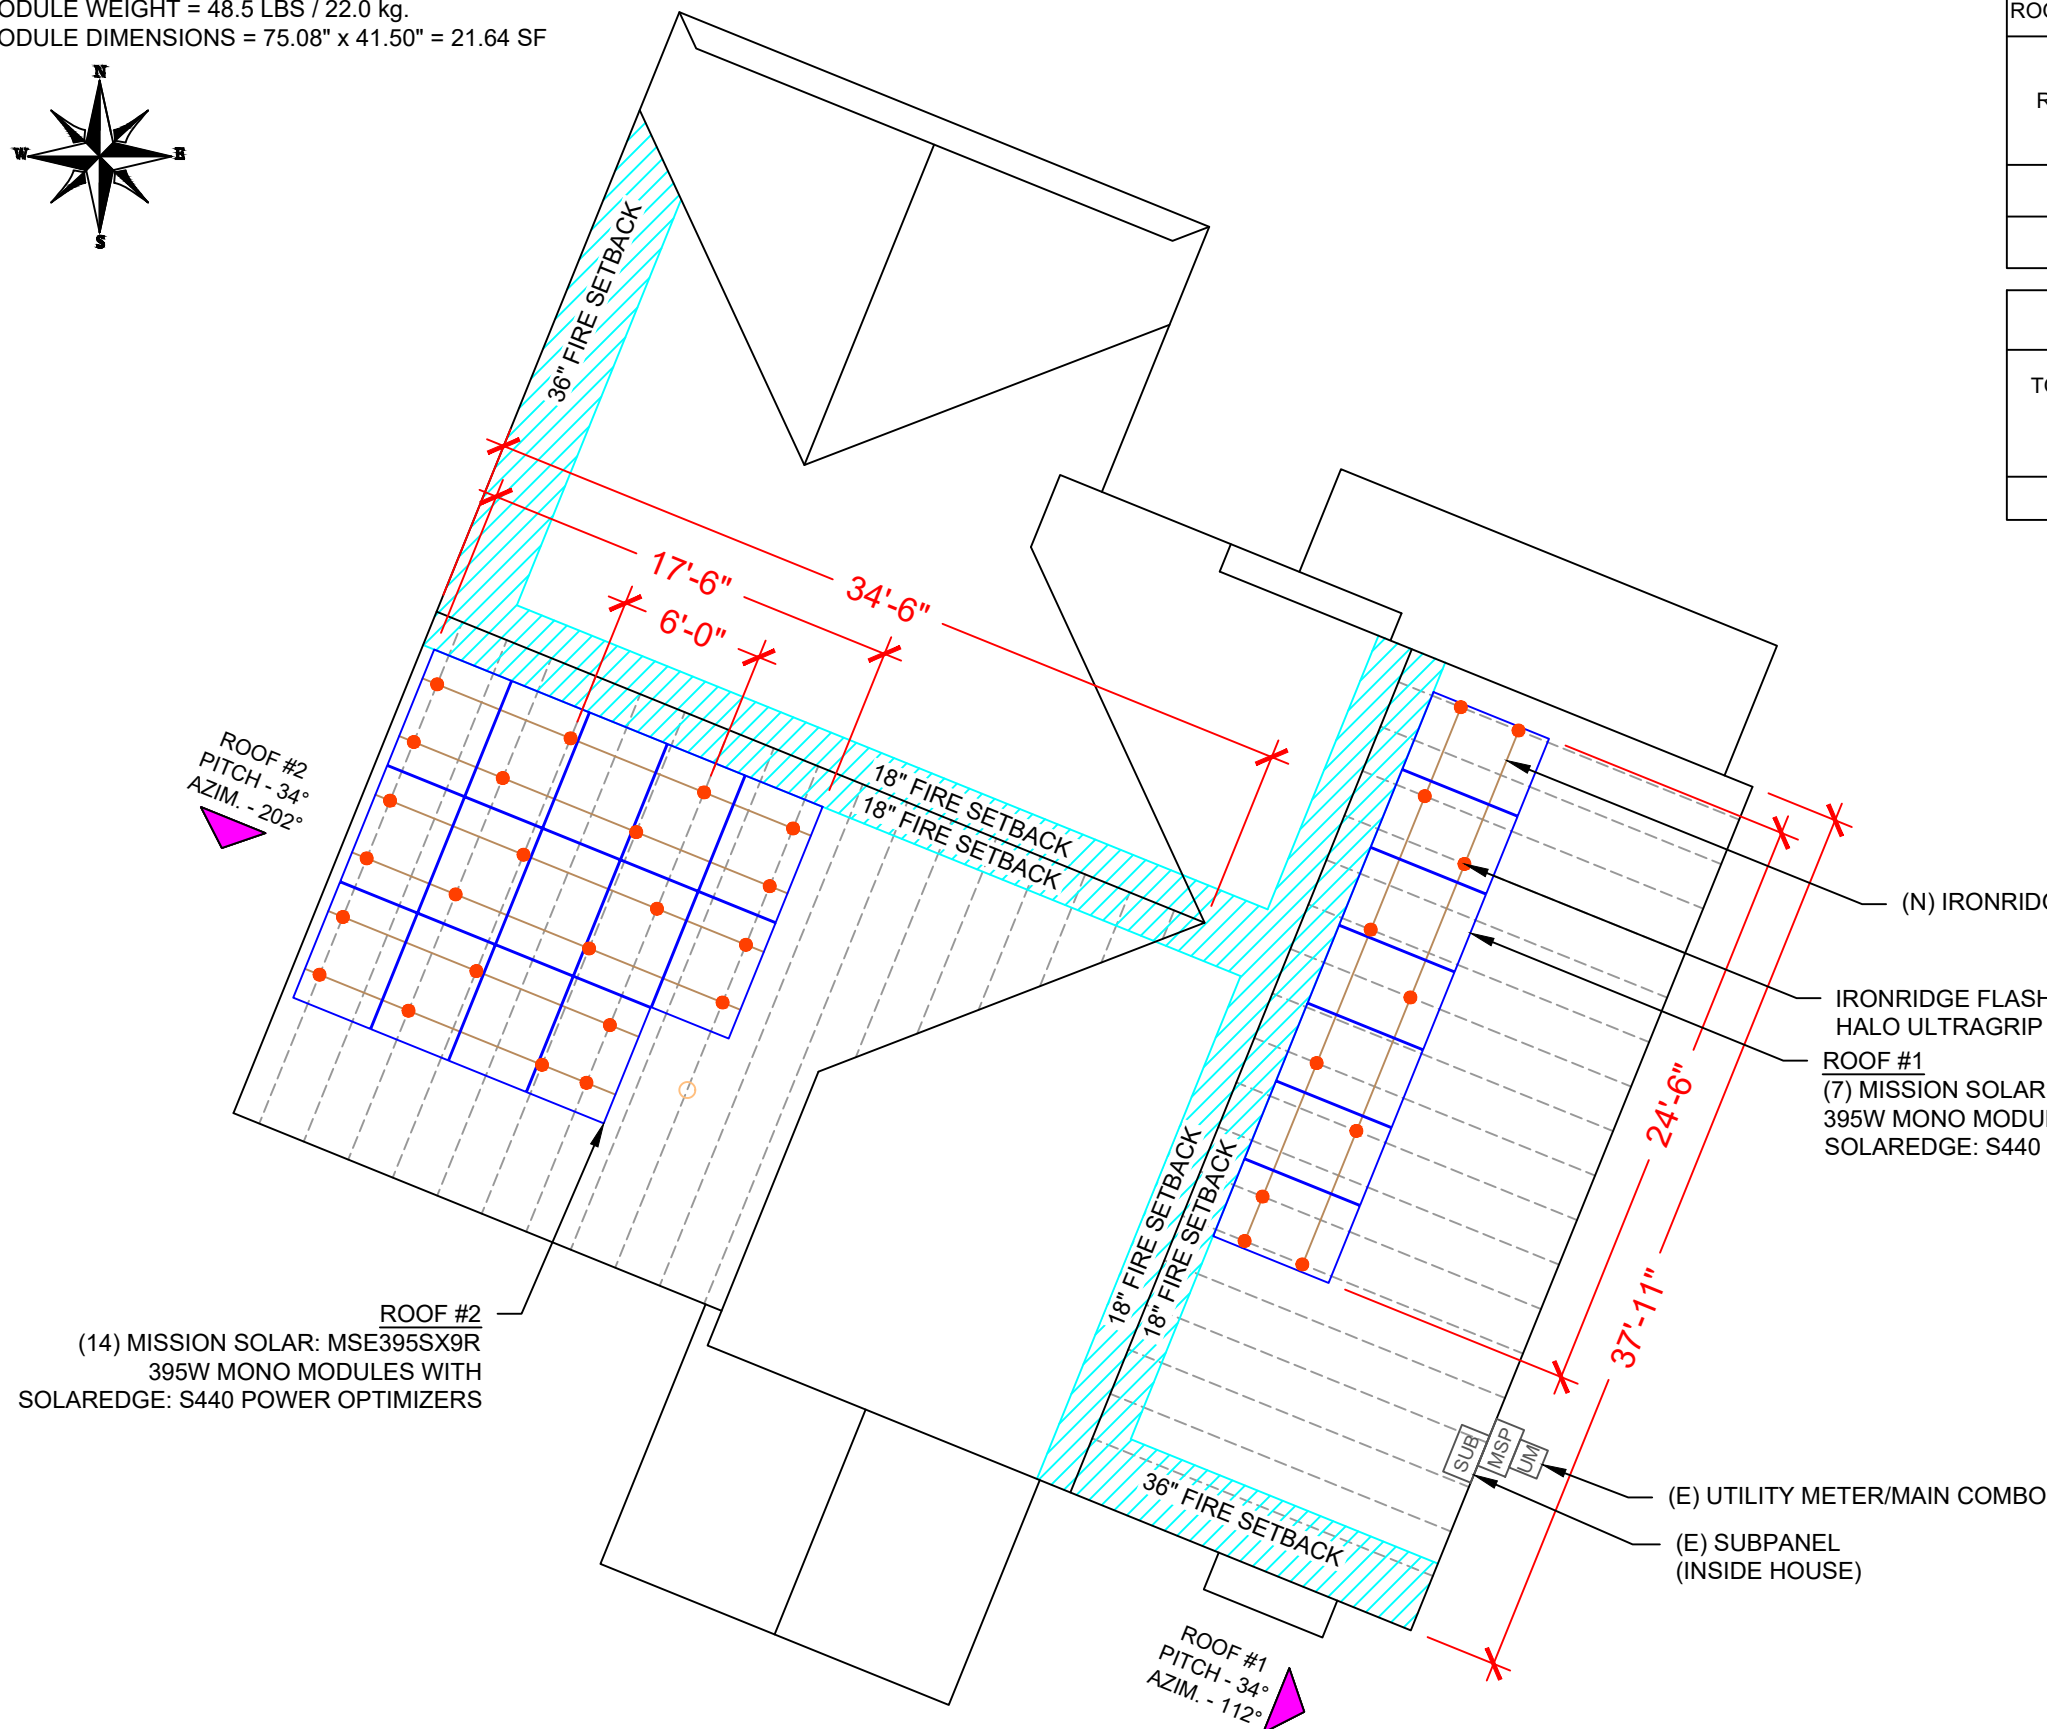 ODULE WEIGHT = 48.5 LBS / 22.0 kg.
ODULE DIMENSIONS = 75.08" x 41.50" = 21.64 SF
N
W
E
S
ROO
R
TO
36" FIRE SETBACK
17'-6"
34'-6"
6'-0"
18" FIRE SETBACK
18" FIRE SETBACK
ROOF #2
PITCH - 34°
AZIM. - 202°
(N) IRONRIDG
IRONRIDGE FLASH
HALO ULTRAGRIP
ROOF #1
(7) MISSION SOLAR
395W MONO MODU
SOLAREDGE: S440
24'-6"
37'-11"
18" FIRE SETBACK
18" FIRE SETBACK
ROOF #2
(14) MISSION SOLAR: MSE395SX9R
395W MONO MODULES WITH
SOLAREDGE: S440 POWER OPTIMIZERS
SUB
MSP
UM
36" FIRE SETBACK
(E) UTILITY METER/MAIN COMBO
(E) SUBPANEL
(INSIDE HOUSE)
ROOF #1
PITCH - 34°
AZIM. - 112°